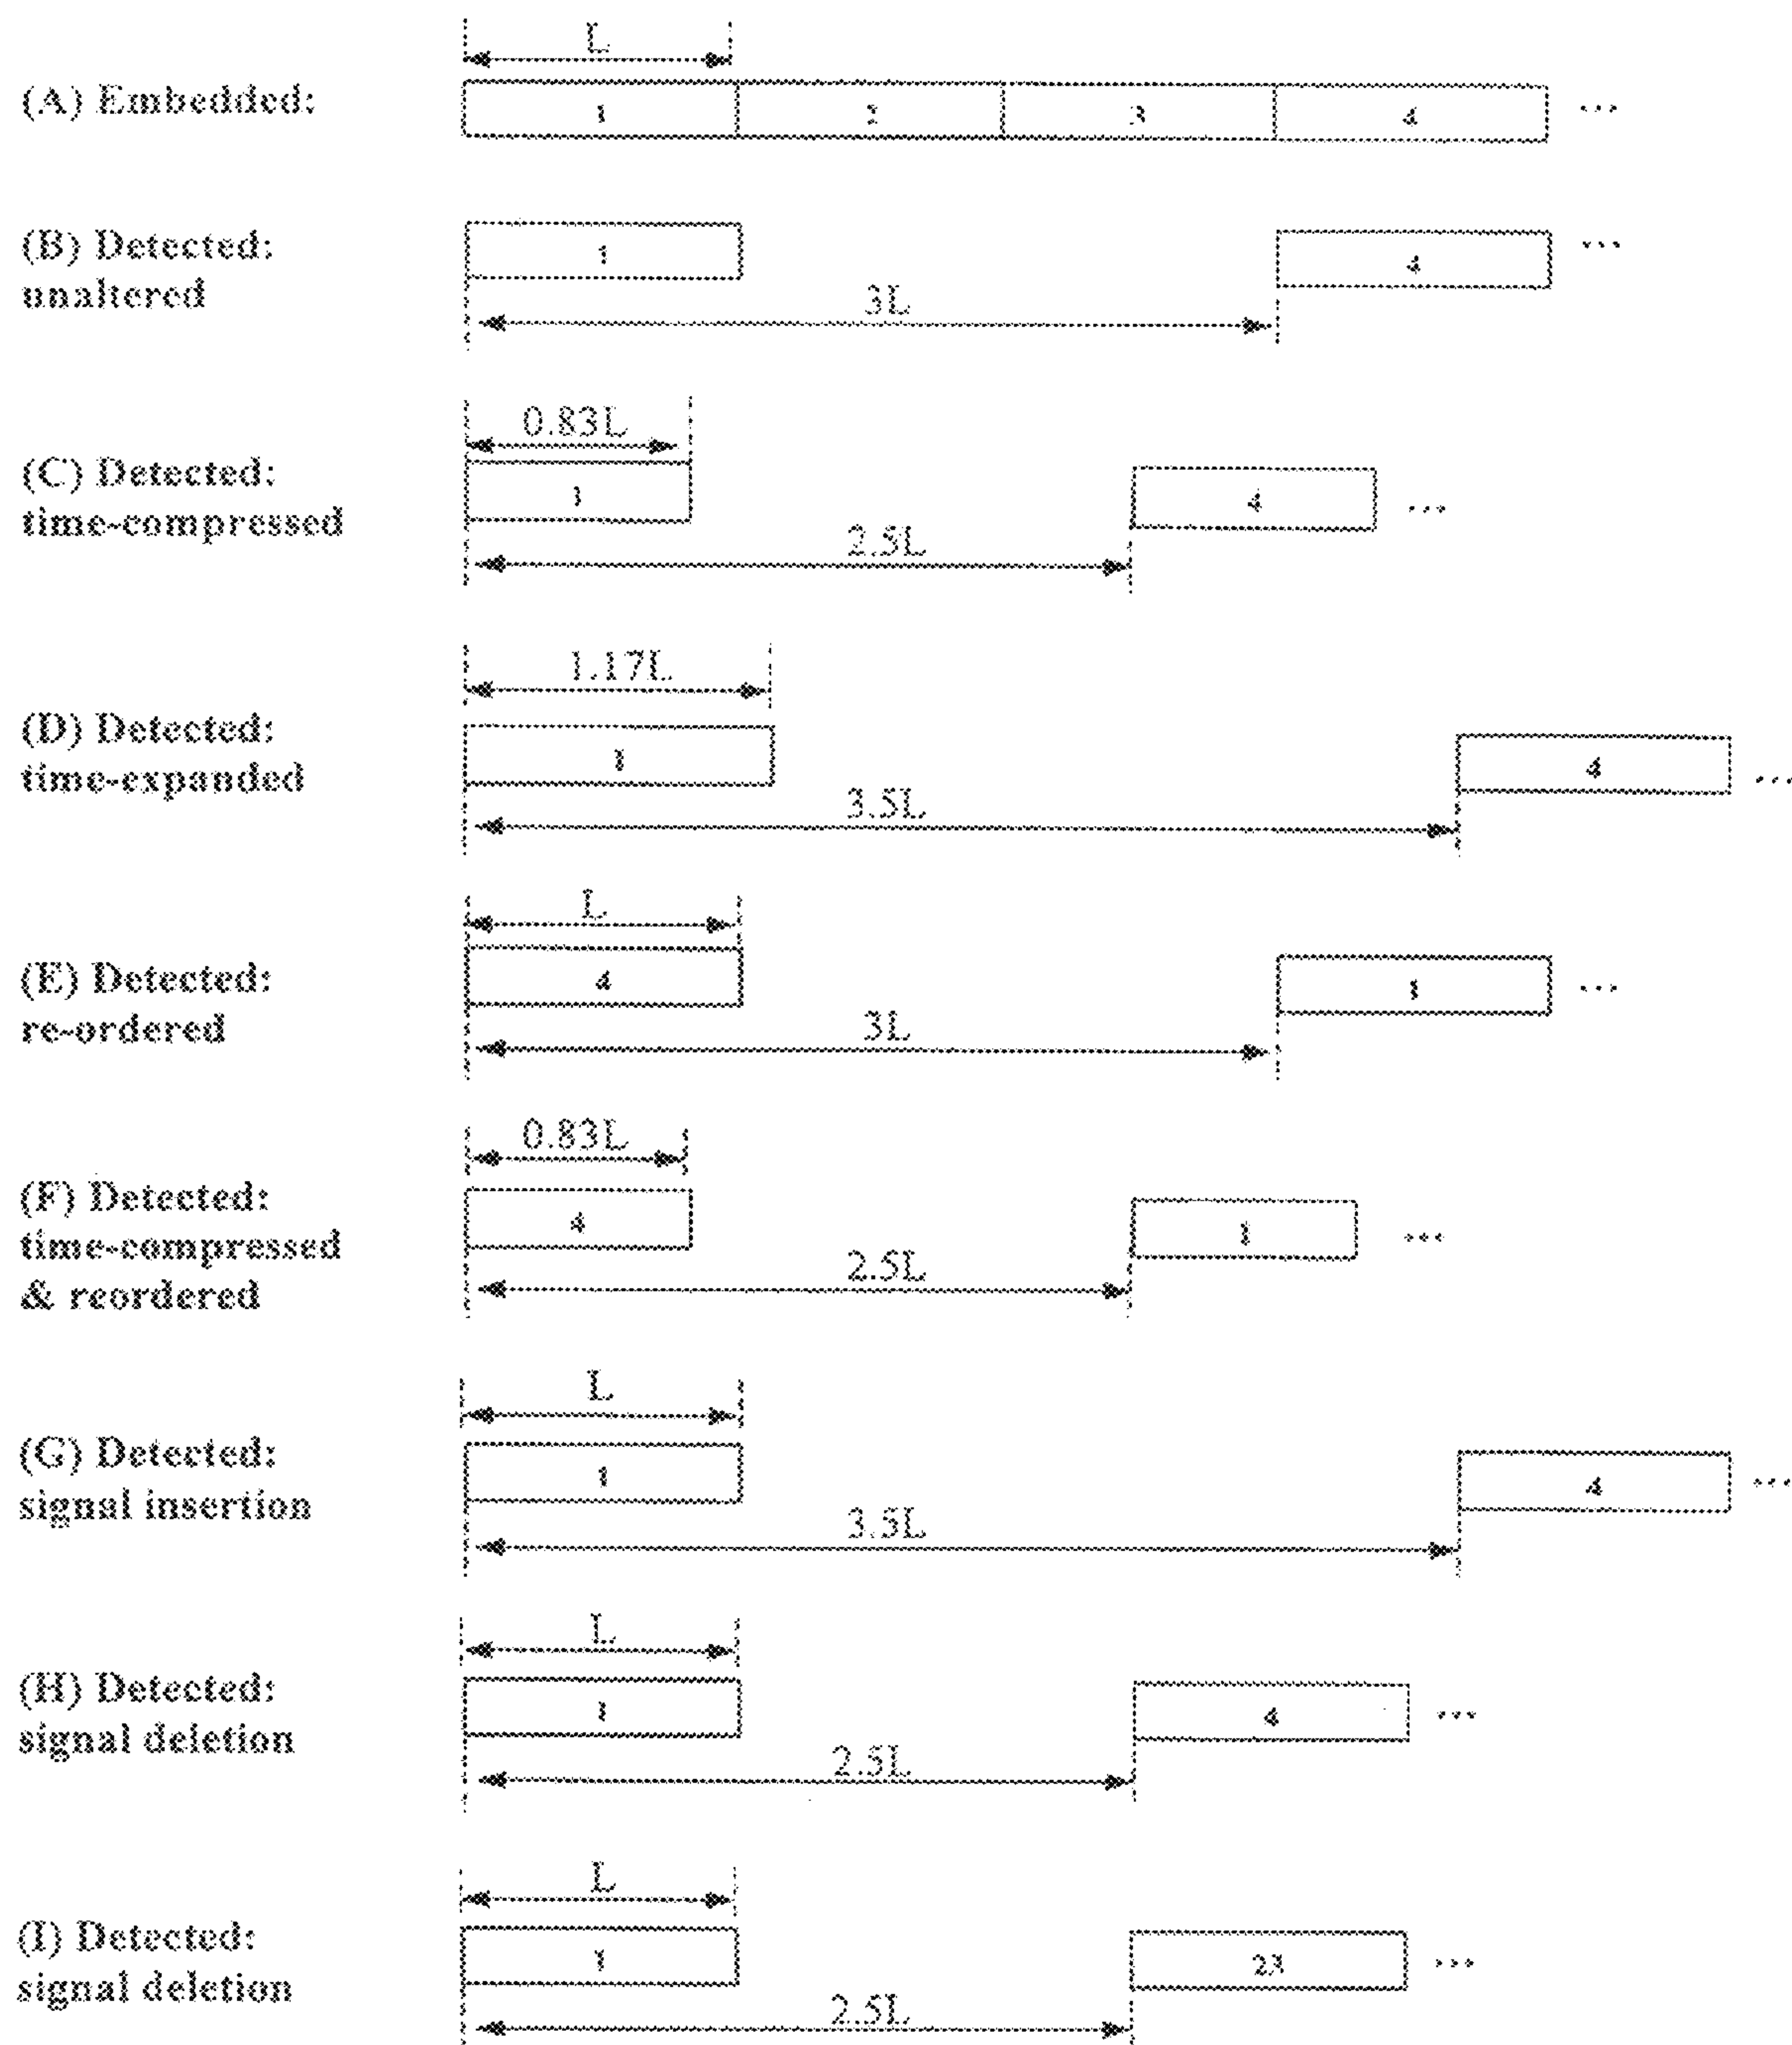 L
(A) Embedded:
1 2 3 4 ...
(B) Detected:
unaltered
1 4 ...
3L
0.83L
(C) Detected:
time-compressed
1 4 ...
2.5L
1.17L
(D) Detected:
time-expanded
1 4 ...
3.5L
L
(E) Detected:
re-ordered
4 1 ...
3L
0.83L
(F) Detected:
time-compressed
& reordered
4 1 ...
2.5L
L
(G) Detected:
signal insertion
1 4 ...
3.5L
L
(H) Detected:
signal deletion
1 4 ...
2.5L
L
(I) Detected:
signal deletion
1 23 ...
2.5L